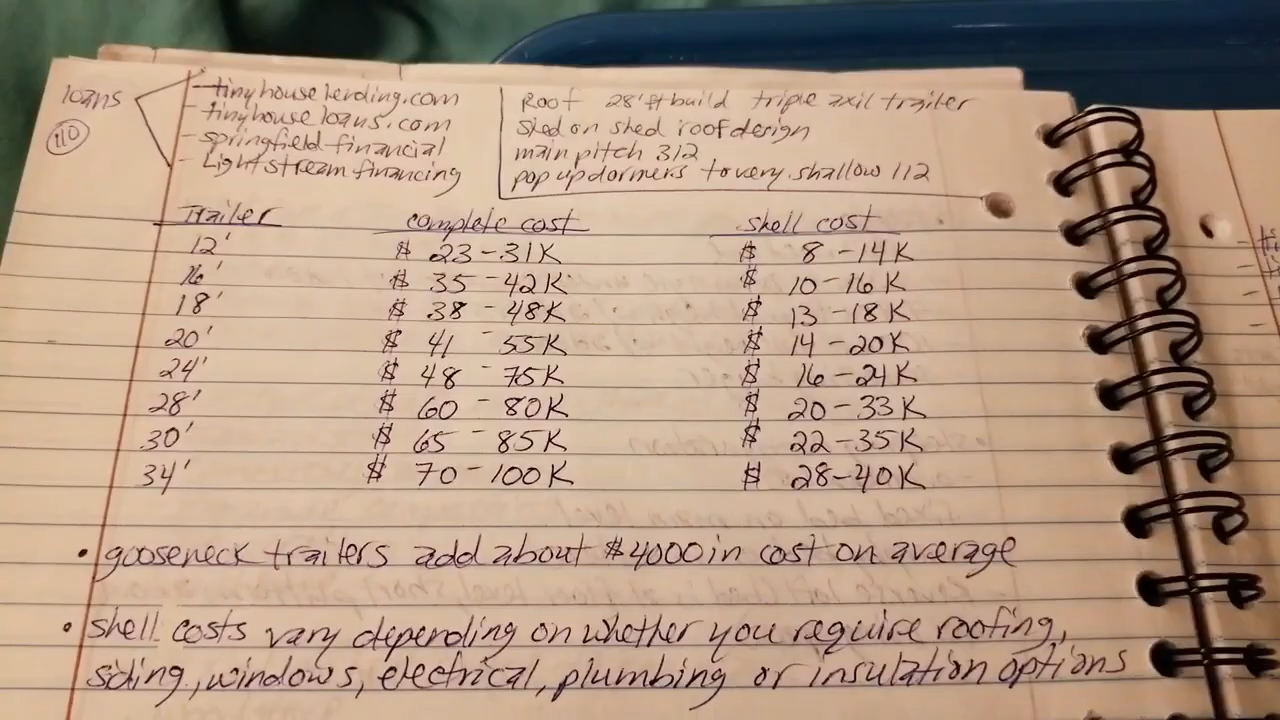 loans
110
- tinyhouselending.com
- tinyhouseloans.com
- springfield financial
- Lightstream financing
Roof 28'ft build triple axil trailer
shed on shed roof design
main pitch 312
pop up dormers to very shallow 112
Trailer complete cost shell cost
12' $ 23-31K $ 8-14K
16' $ 35-42K $ 10-16K
18' $ 38-48K $ 13-18K
20' $ 41-55K $ 14-20K
24' $ 48-75K $ 16-24K
28' $ 60-80K $ 20-33K
30' $ 65-85K $ 22-35K
34' $ 70-100K $ 28-40K
• gooseneck trailers add about $4000 in cost on average
• shell costs vary depending on whether you require roofing,
siding, windows, electrical, plumbing or insulation options